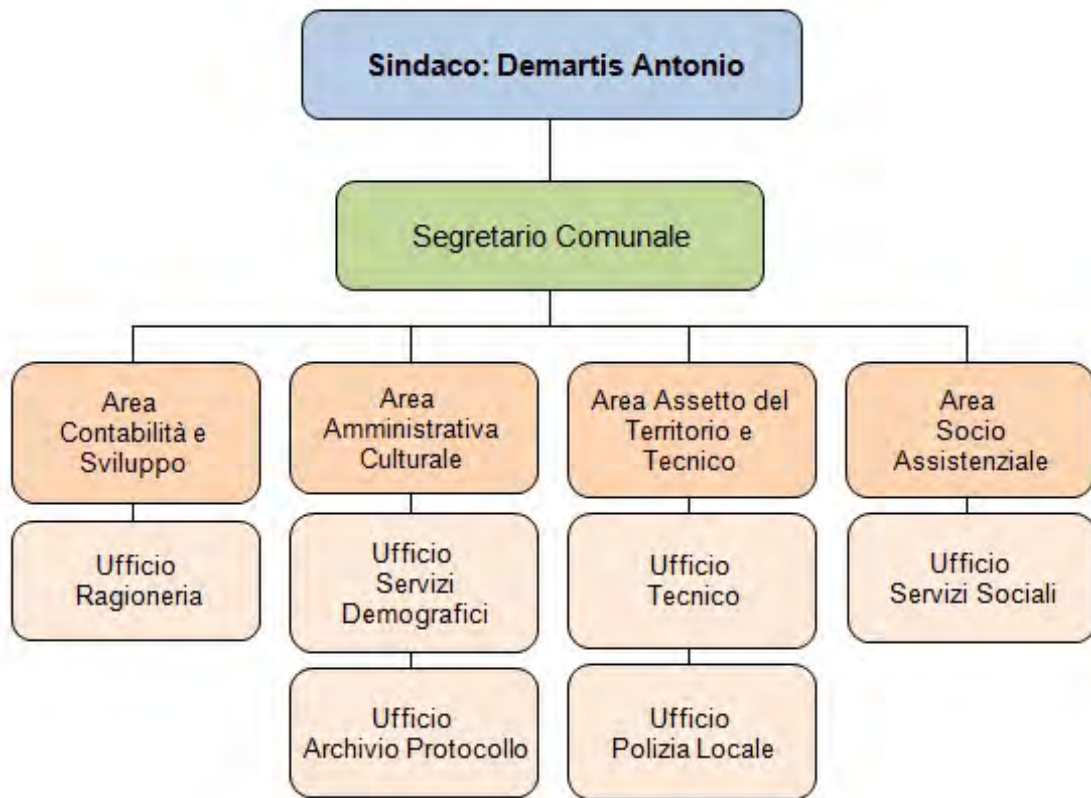 Sindaco: Demartis Antonio
Segretario Comunale
Area
Contabilità e
Sviluppo
Area
Amministrativa
Culturale
Area Assetto del
Territorio e
Tecnico
Area
Socio
Assistenziale
Ufficio
Ragioneria
Ufficio
Servizi
Demografici
Ufficio
Tecnico
Ufficio
Servizi Sociali
Ufficio
Archivio Protocollo
Ufficio
Polizia Locale